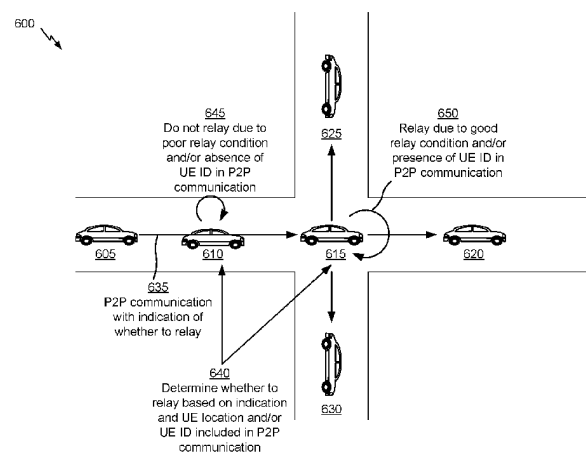 600
645
Do not relay due to
poor relay condition
and/or absence of
UE ID in P2P
communication
625
650
Relay due to good
relay condition and/or
presence of UE ID in
P2P communication
605
610
615
620
635
P2P communication
with indication of
whether to relay
640
Determine whether to
relay based on indication
and UE location and/or
UE ID included in P2P
communication
630